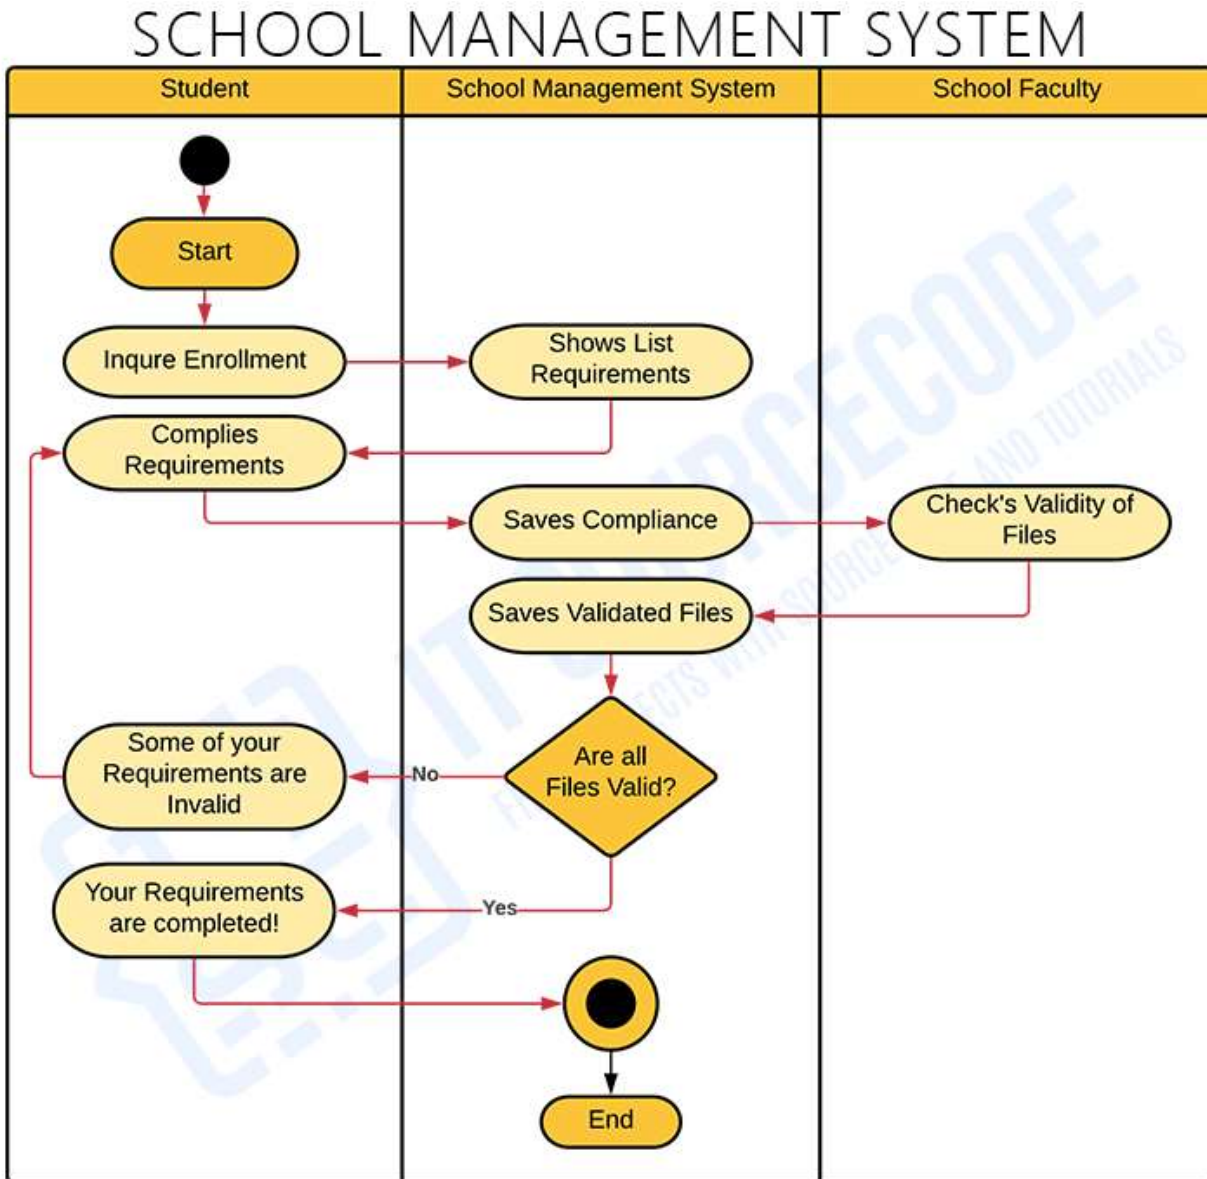 SCHOOL MANAGEMENT SYSTEM
Student
School Management System
School Faculty
Start
Inqure Enrollment
Shows List
Requirements
Complies
Requirements
Saves Compliance
Check's Validity of
Files
Saves Validated Files
Are all
Files Valid?
No
Some of your
Requirements are
Invalid
Yes
Your Requirements
are completed!
End
IT SOURCECODE